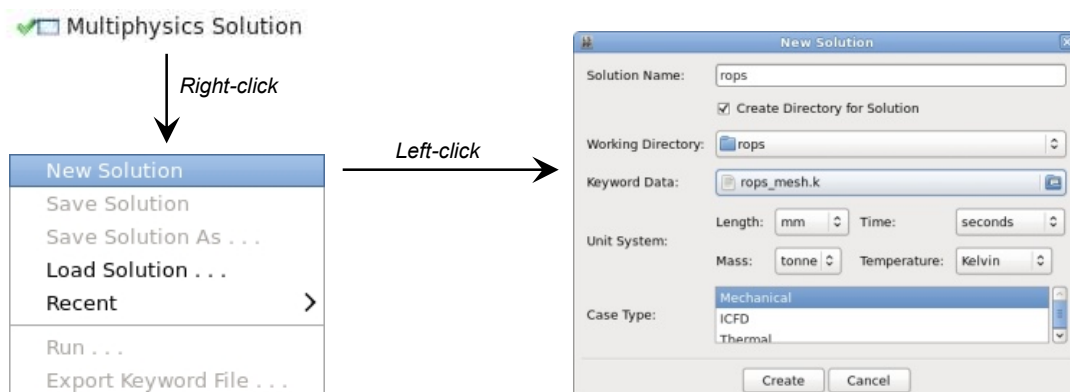 Multiphysics Solution
Right-click
New Solution
Save Solution
Save Solution As . . .
Load Solution . . .
Recent
Run . . .
Export Keyword File . . .
Left-click
New Solution
Solution Name: rops
Create Directory for Solution
Working Directory: rops
Keyword Data: rops_mesh.k
Unit System:
Length: mm Time: seconds
Mass: tonne Temperature: Kelvin
Case Type:
Mechanical
ICFD
Thermal
Create Cancel